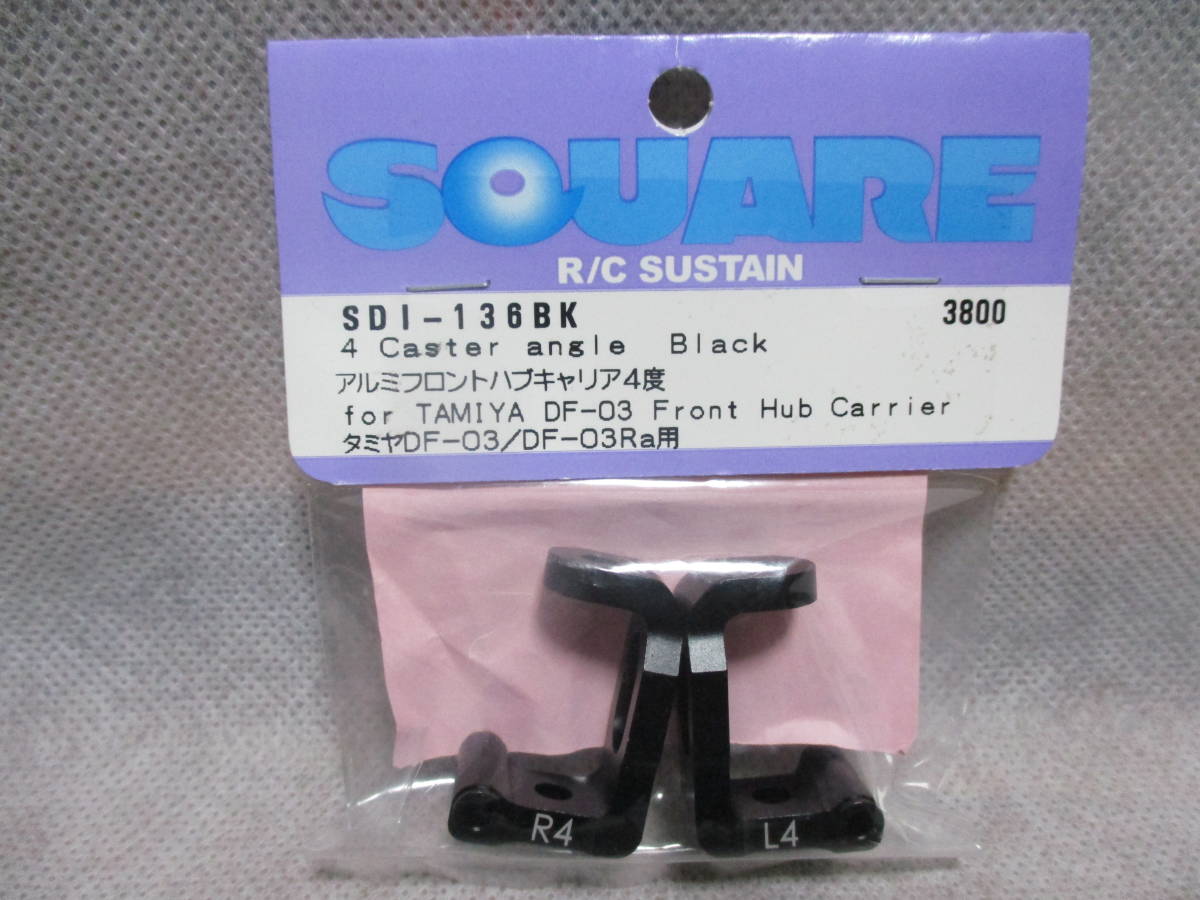 SQUARE
R/C SUSTAIN
SDI-136BK 3800
4 Caster angle Black
アルミフロントハブキャリア4度
for TAMIYA DF-03 Front Hub Carrier
タミヤDF-03/DF-03Ra用
R4 L4